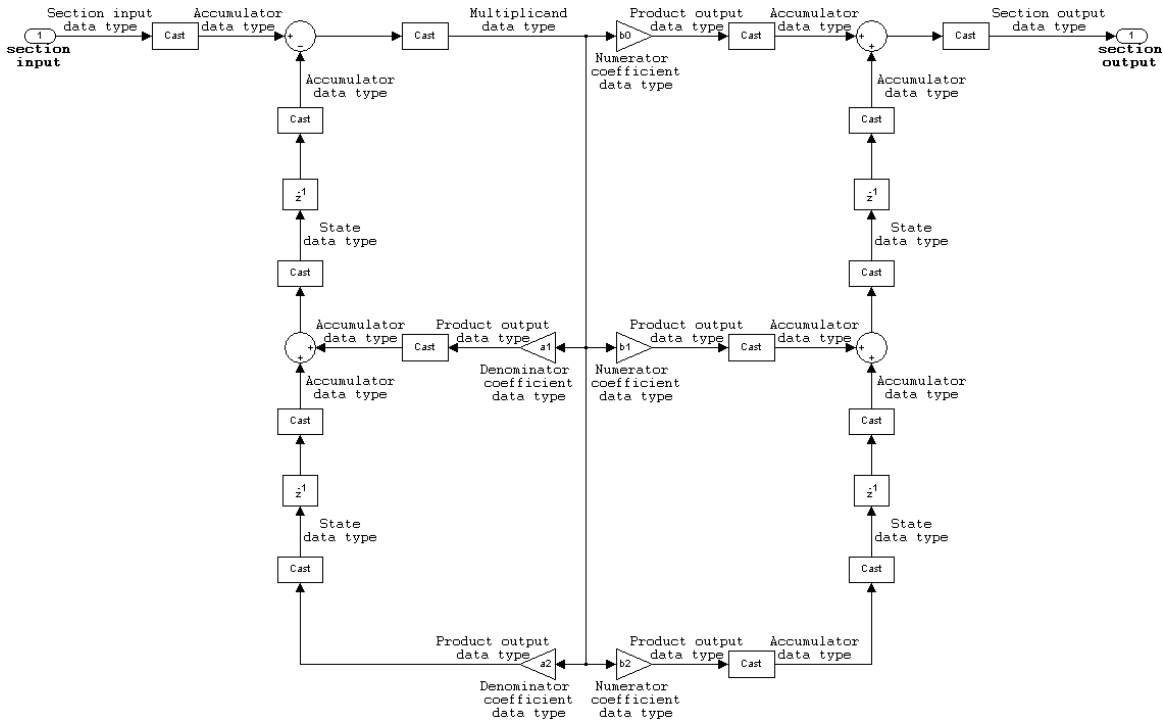 Section input
data type
Accumulator
data type
Multiplicand
data type
Product output
data type
Accumulator
data type
Section output
data type
1
section
input
Cast
+
−
Cast
b0
Cast
+
+
Cast
1
section
output
Numerator
coefficient
data type
Accumulator
data type
Accumulator
data type
Cast
Cast
z-1
z-1
State
data type
State
data type
Cast
Cast
Accumulator
data type
Product output
data type
Product output
data type
Accumulator
data type
+
+
Cast
a1
b1
Cast
+
+
Denominator
coefficient
data type
Numerator
coefficient
data type
Accumulator
data type
Accumulator
data type
Cast
Cast
z-1
z-1
State
data type
State
data type
Cast
Cast
Product output
data type
Product output
data type
Accumulator
data type
a2
b2
Cast
Denominator
coefficient
data type
Numerator
coefficient
data type